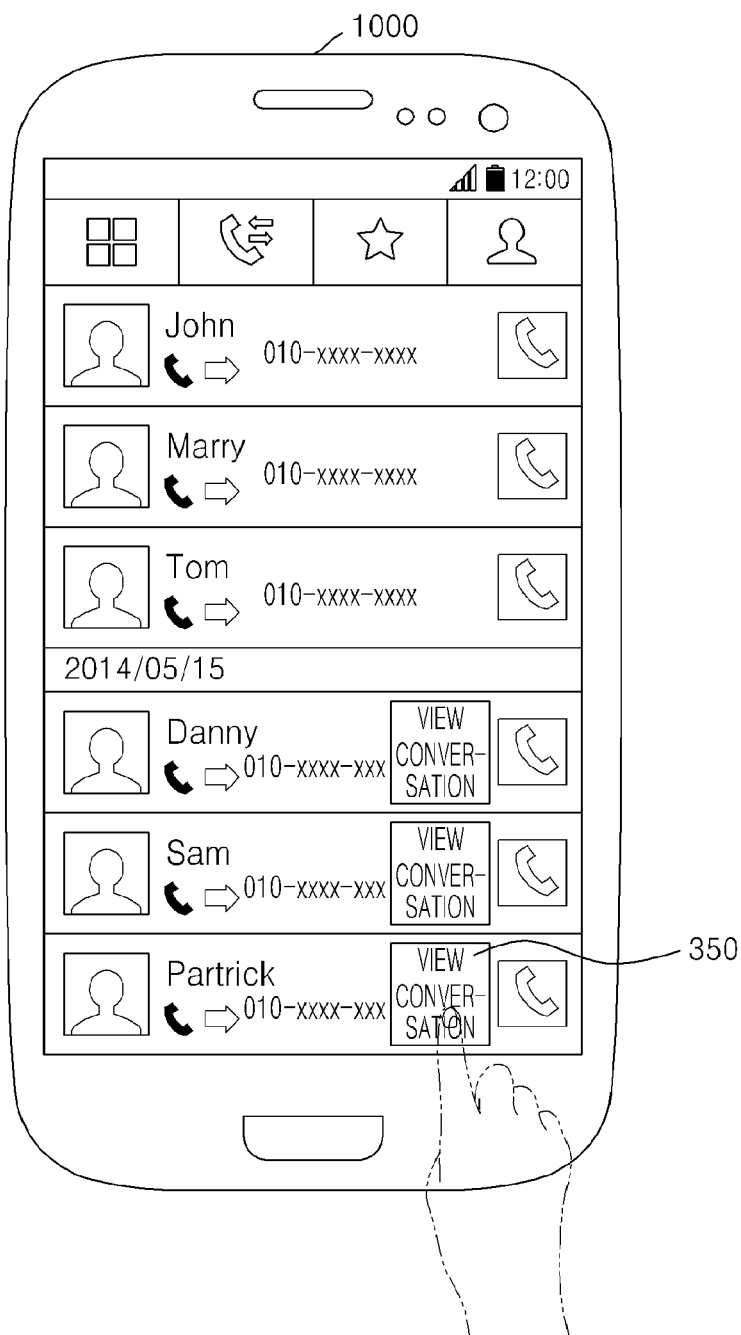 1000
12:00
John
010-xxxx-xxxx
Marry
010-xxxx-xxxx
Tom
010-xxxx-xxxx
2014/05/15
Danny
010-xxxx-xxx
VIEW
CONVER-
SATION
Sam
010-xxxx-xxx
VIEW
CONVER-
SATION
Partrick
010-xxxx-xxx
VIEW
CONVER-
SATION
350